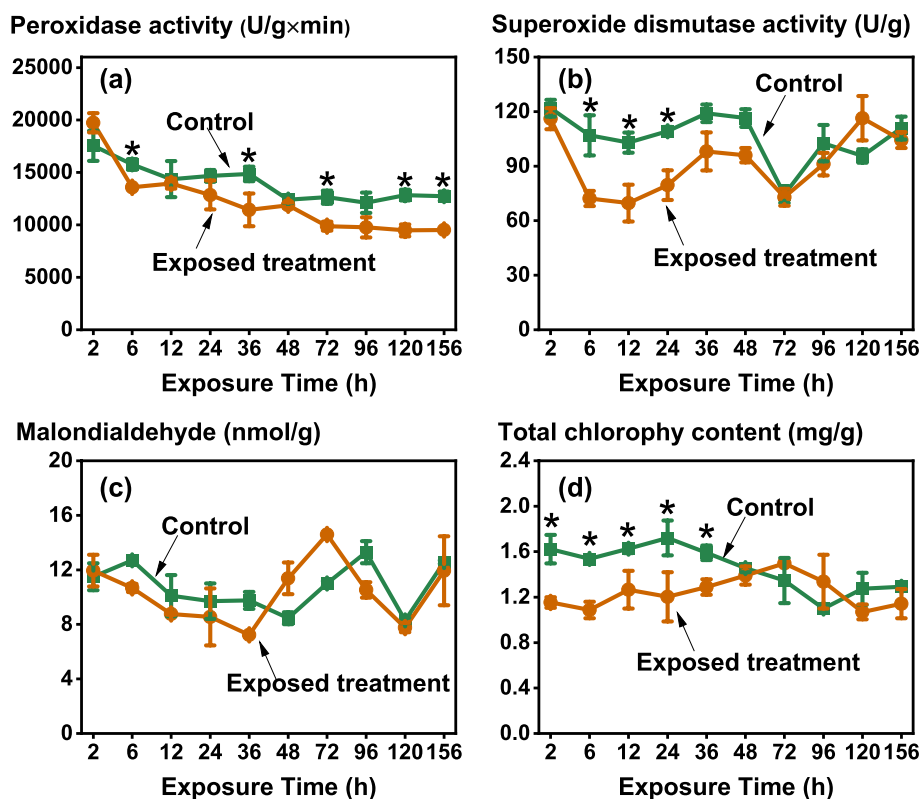 Peroxidase activity (U/g×min)
25000
20000
15000
10000
5000
0
(a)
Control
*
*
*
*
*
Exposed treatment
2 6 12 24 36 48 72 96 120 156
Exposure Time (h)
Superoxide dismutase activity (U/g)
150
120
90
60
30
0
(b)
*
*
*
Control
Exposed treatment
2 6 12 24 36 48 72 96 120 156
Exposure Time (h)
Malondialdehyde (nmol/g)
20
16
12
8
4
0
(c)
Control
Exposed treatment
2 6 12 24 36 48 72 96 120 156
Exposure Time (h)
Total chlorophy content (mg/g)
2.4
2.0
1.6
1.2
0.8
0.4
0.0
(d)
*
*
*
*
*
Control
Exposed treatment
2 6 12 24 36 48 72 96 120 156
Exposure Time (h)